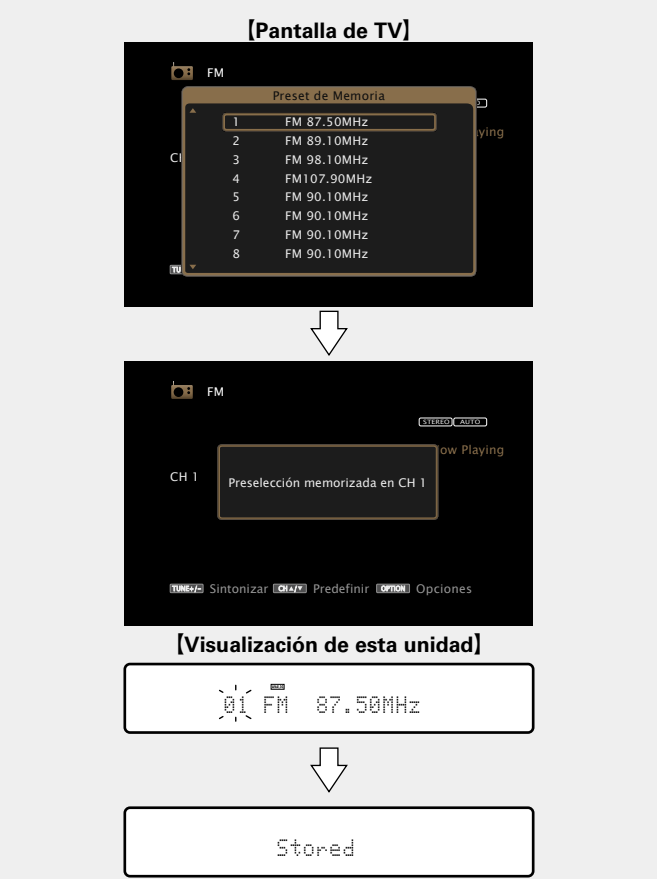 【Pantalla de TV】
FM
Preset de Memoria
1 FM 87.50MHz
2 FM 89.10MHz
3 FM 98.10MHz
4 FM107.90MHz
5 FM 90.10MHz
6 FM 90.10MHz
7 FM 90.10MHz
8 FM 90.10MHz
FM
STEREO AUTO
CH 1
Preselección memorizada en CH 1
Playing
TUNE+/- Sintonizar CH▲/▼ Predefinir OPTION Opciones
【Visualización de esta unidad】
01 FM 87.50MHz
Stored